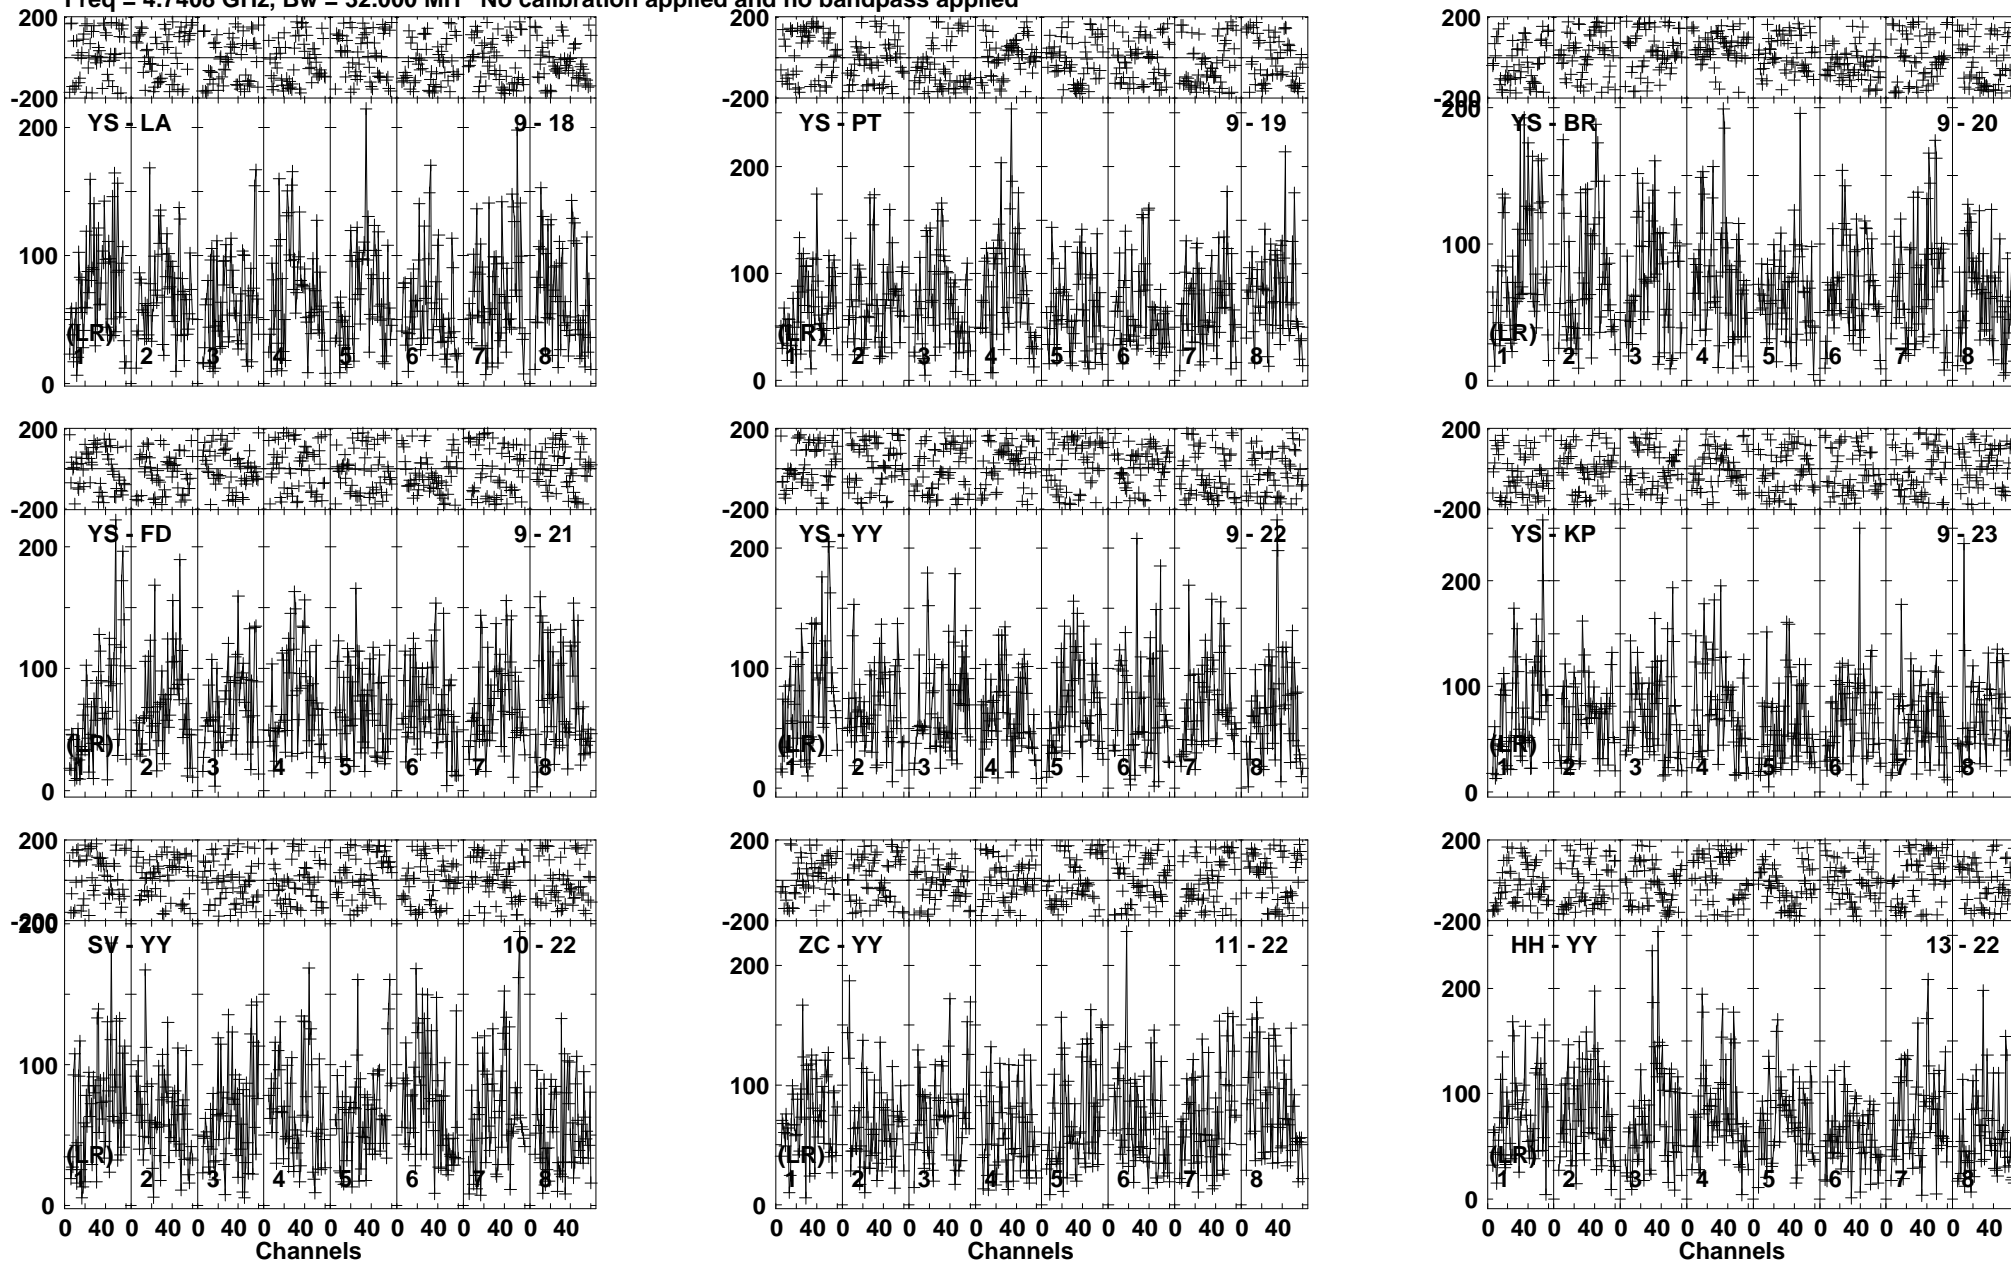 Freq = 4.7408 GHz, Bw = 32.000 MH No calibration applied and no bandpass applied
200 200 200
-200 -200 -200
YS - LA 9 - 18 YS - PT 9 - 19 YS - BR 9 - 20
200 200 200
100 100 100
(LR) (LR) (LR)
1 2 3 4 5 6 7 8 1 2 3 4 5 6 7 8 1 2 3 4 5 6 7 8
0 0 0
200 200 200
-200 -200 -200
YS - FD 9 - 21 YS - YY 9 - 22 YS - KP 9 - 23
200 200 200
100 100 100
(LR) (LR) (LR)
1 2 3 4 5 6 7 8 1 2 3 4 5 6 7 8 1 2 3 4 5 6 7 8
0 0 0
200 200 200
-200 -200 -200
SV - YY 10 - 22 ZC - YY 11 - 22 HH - YY 13 - 22
200 200 200
100 100 100
(LR) (LR) (LR)
1 2 3 4 5 6 7 8 1 2 3 4 5 6 7 8 1 2 3 4 5 6 7 8
0 0 0
0 40 0 40 0 40 0 40 0 40 0 40 0 40 0 40 0 40 0 40 0 40 0 40 0 40 0 40 0 40 0 40 0 40 0 40 0 40 0 40 0 40 0 40 0 40 0 40
Channels Channels Channels